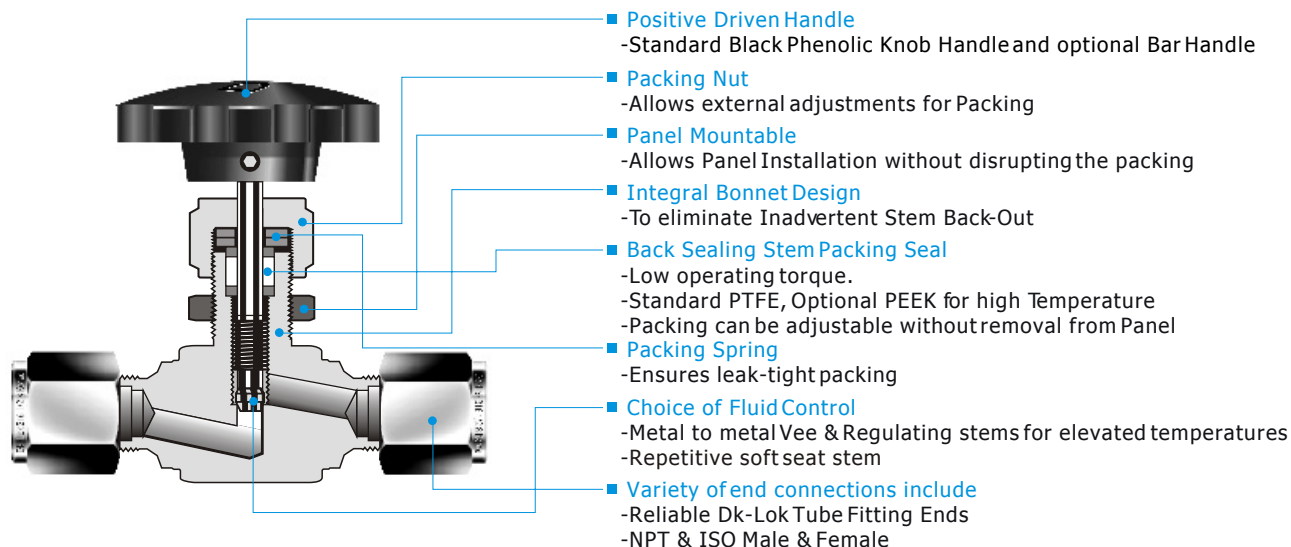 Positive Driven Handle
-Standard Black Phenolic Knob Handle and optional Bar Handle
Packing Nut
-Allows external adjustments for Packing
Panel Mountable
-Allows Panel Installation without disrupting the packing
Integral Bonnet Design
-To eliminate Inadvertent Stem Back-Out
Back Sealing Stem Packing Seal
-Low operating torque.
-Standard PTFE, Optional PEEK for high Temperature
-Packing can be adjustable without removal from Panel
Packing Spring
-Ensures leak-tight packing
Choice of Fluid Control
-Metal to metal Vee & Regulating stems for elevated temperatures
-Repetitive soft seat stem
Variety of end connections include
-Reliable Dk-Lok Tube Fitting Ends
-NPT & ISO Male & Female